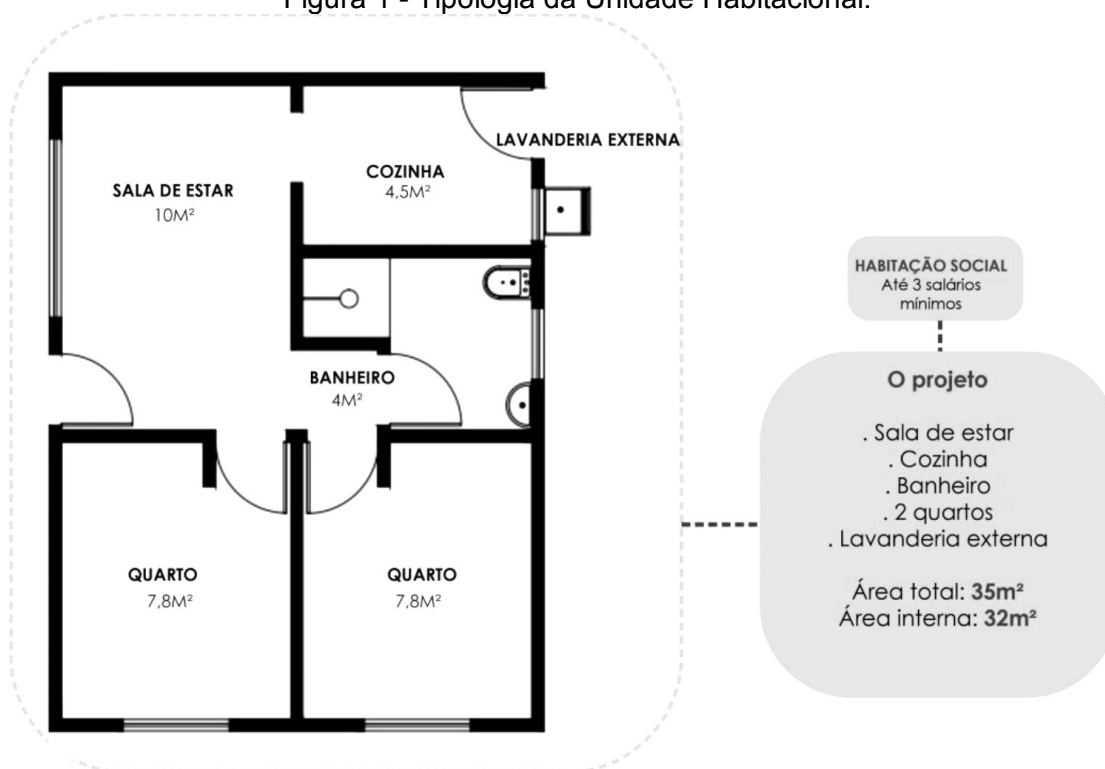 Figura 1 - Tipologia da Unidade Habitacional.
LAVANDERIA EXTERNA
COZINHA
4,5M²
SALA DE ESTAR
10M²
BANHEIRO
4M²
QUARTO
7,8M²
QUARTO
7,8M²
HABITAÇÃO SOCIAL
Até 3 salários
mínimos
O projeto
. Sala de estar
. Cozinha
. Banheiro
. 2 quartos
. Lavanderia externa
Área total: 35m²
Área interna: 32m²